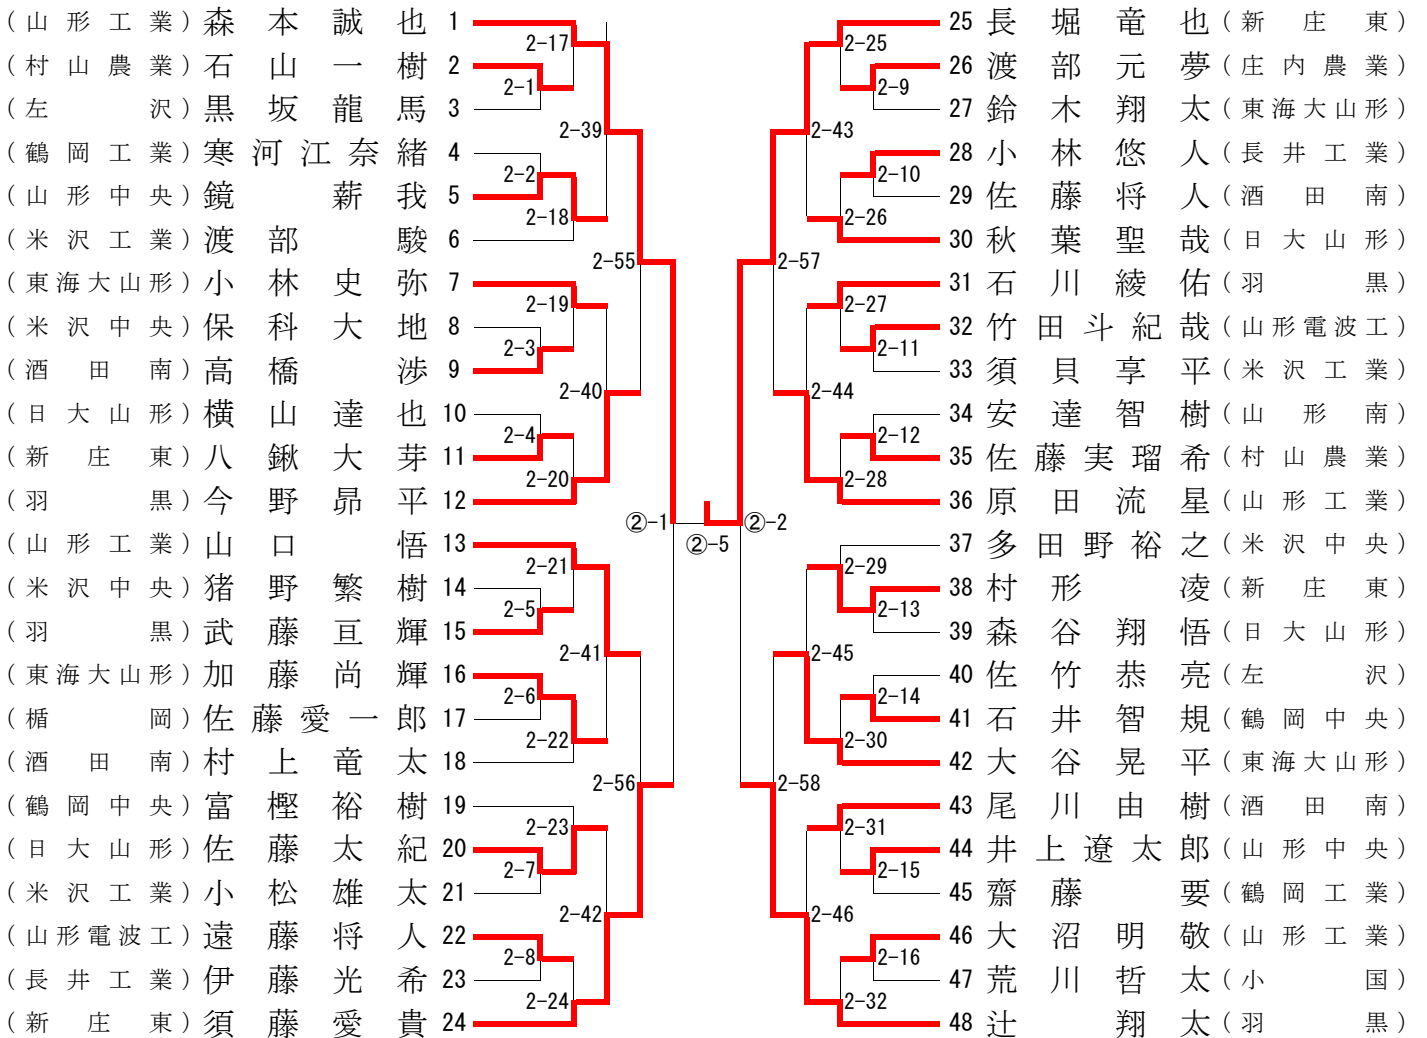 (山形工業) 森本誠也 1
(村山農業) 石山一樹 2
(左沢) 黒坂龍馬 3
(鶴岡工業) 寒河江奈緒 4
(山形中央) 鏡薪我 5
(米沢工業) 渡部駿 6
(東海大山形) 小林史弥 7
(米沢中央) 保科大地 8
(酒田南) 高橋渉 9
(日大山形) 横山達也 10
(新庄東) 八鍬大芽 11
(羽黒) 今野昴平 12
(山形工業) 山口悟 13
(米沢中央) 猪野繁樹 14
(羽黒) 武藤亘輝 15
(東海大山形) 加藤尚輝 16
(楯岡) 佐藤愛一郎 17
(酒田南) 村上竜太 18
(鶴岡中央) 富樫裕樹 19
(日大山形) 佐藤太紀 20
(米沢工業) 小松雄太 21
(山形電波工) 遠藤将人 22
(長井工業) 伊藤光希 23
(新庄東) 須藤愛貴 24
2-17
2-1
2-39
2-2
2-18
2-55
2-19
2-3
2-40
2-4
2-20
②-1
2-21
2-5
2-41
2-6
2-22
2-56
2-23
2-7
2-42
2-8
2-24
②-5
②-2
2-25
2-9
2-43
2-10
2-26
2-57
2-27
2-11
2-44
2-12
2-28
2-29
2-13
2-45
2-14
2-30
2-58
2-31
2-15
2-46
2-16
2-32
25 長堀竜也 (新庄東)
26 渡部元夢 (庄内農業)
27 鈴木翔太 (東海大山形)
28 小林悠人 (長井工業)
29 佐藤将人 (酒田南)
30 秋葉聖哉 (日大山形)
31 石川綾佑 (羽黒)
32 竹田斗紀哉 (山形電波工)
33 須貝享平 (米沢工業)
34 安達智樹 (山形南)
35 佐藤実瑠希 (村山農業)
36 原田流星 (山形工業)
37 多田野裕之 (米沢中央)
38 村形凌 (新庄東)
39 森谷翔悟 (日大山形)
40 佐竹恭亮 (左沢)
41 石井智規 (鶴岡中央)
42 大谷晃平 (東海大山形)
43 尾川由樹 (酒田南)
44 井上遼太郎 (山形中央)
45 齋藤要 (鶴岡工業)
46 大沼明敬 (山形工業)
47 荒川哲太 (小国)
48 辻翔太 (羽黒)